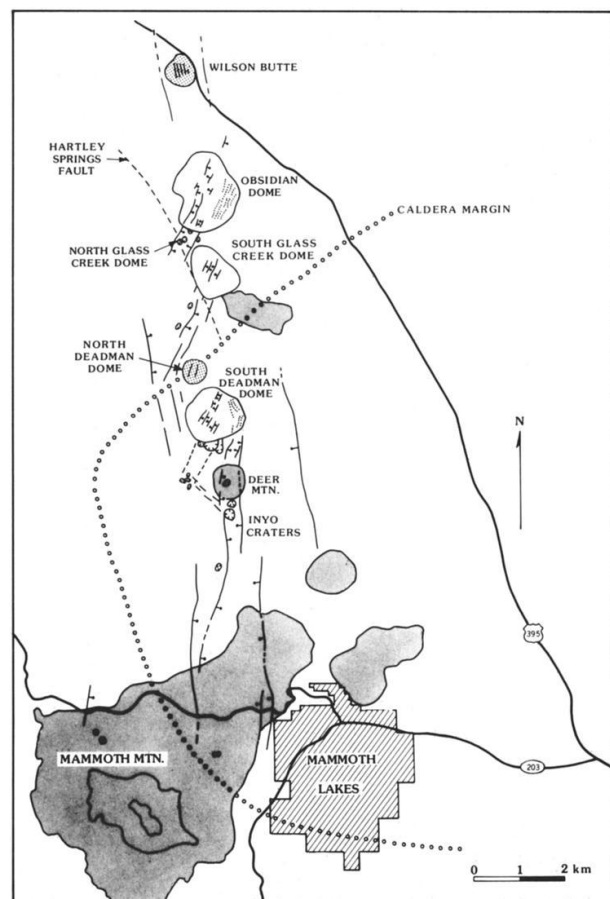 WILSON BUTTE
HARTLEY
SPRINGS
FAULT
OBSIDIAN
DOME
CALDERA MARGIN
NORTH GLASS
CREEK DOME
SOUTH GLASS
CREEK DOME
NORTH
DEADMAN
DOME
SOUTH
DEADMAN
DOME
N
DEER
MTN.
INYO
CRATERS
395
MAMMOTH MTN.
MAMMOTH
LAKES
203
0 1 2 km